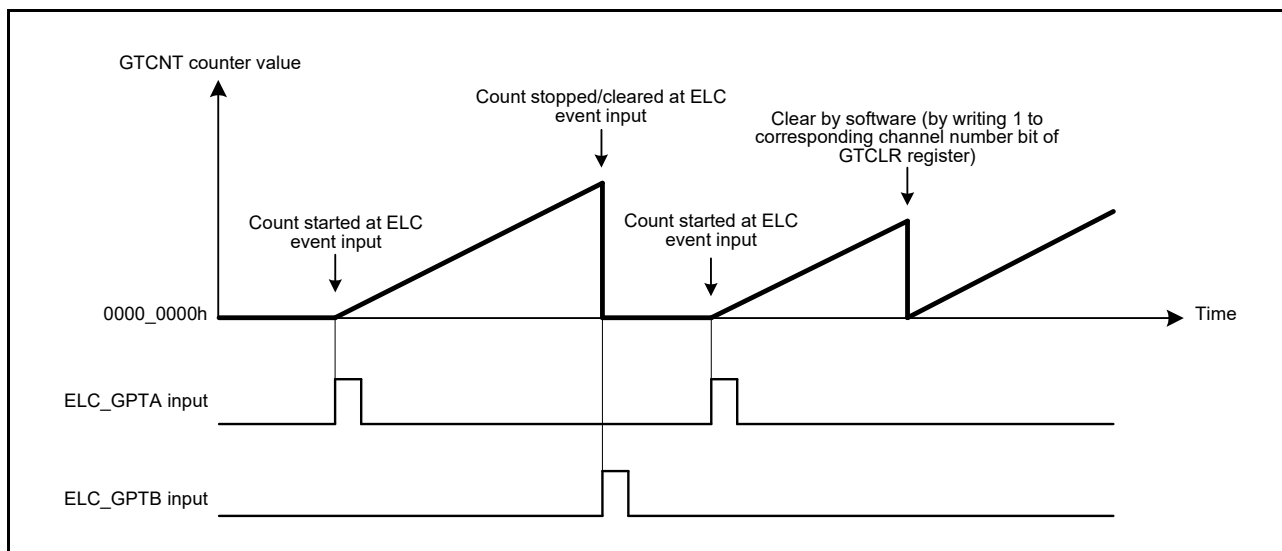 GTCNT counter value
Count stopped/cleared at ELC
event input
Clear by software (by writing 1 to
corresponding channel number bit of
GTCLR register)
Count started at ELC
event input
Count started at ELC
event input
0000_0000h
Time
ELC_GPTA input
ELC_GPTB input